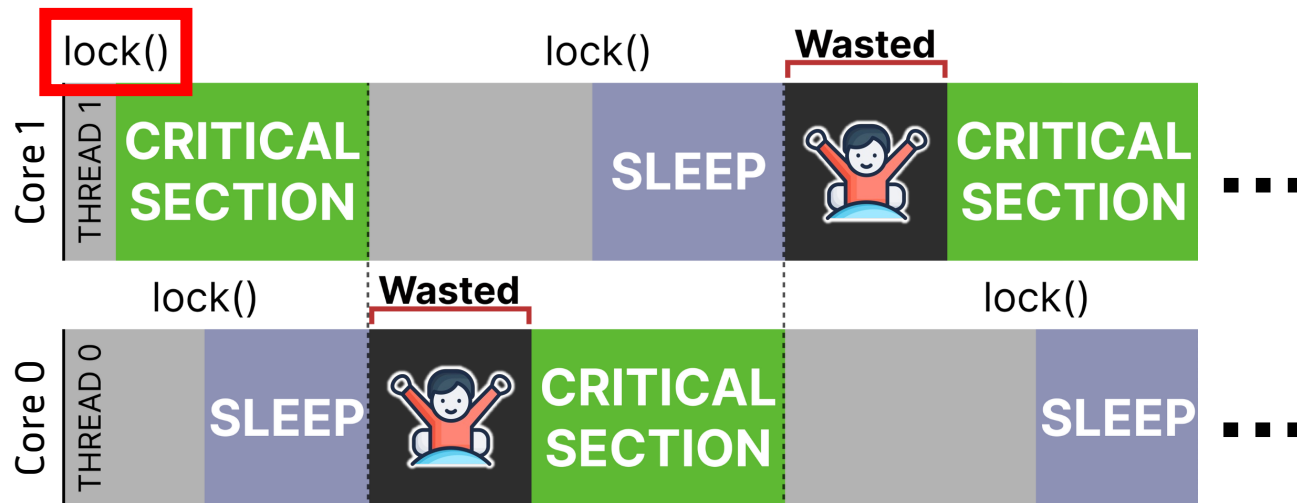 lock()
lock()
Wasted
Core 1
THREAD 1
CRITICAL
SECTION
SLEEP
CRITICAL
SECTION
...
lock()
Wasted
lock()
Core 0
THREAD 0
SLEEP
CRITICAL
SECTION
SLEEP
...